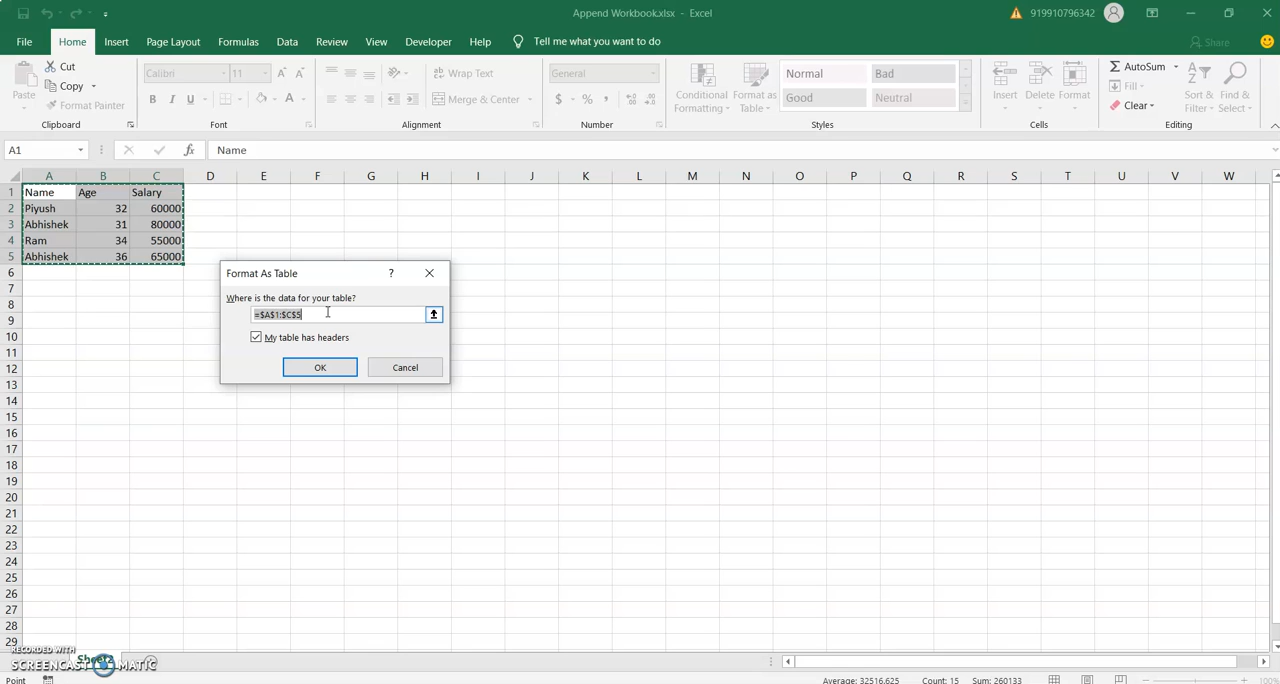 Append Workbook.xlsx - Excel
919910796342
File Home Insert Page Layout Formulas Data Review View Developer Help Tell me what you want to do Share
Cut
Copy
Format Painter
Paste
Clipboard
Calibri 11
B I U
Font
Wrap Text
Merge & Center
Alignment
General
$ % ,
Number
Conditional Formatting
Format as Table
Normal Bad
Good Neutral
Styles
Insert Delete Format
Cells
AutoSum
Fill
Clear
Sort & Filter
Find & Select
Editing
A1 fx Name
A B C D E F G H I J K L M N O P Q R S T U V W
1 Name Age Salary
2 Piyush 32 60000
3 Abhishek 31 80000
4 Ram 34 55000
5 Abhishek 36 65000
6
7
8
9
10
11
12
13
14
15
16
17
18
19
20
21
22
23
24
25
26
27
28
29
Format As Table ?
Where is the data for your table?
=$A$1:$C$5
My table has headers
OK Cancel
RECORDED WITH
SCREENCAST MATIC
Point Average: 32516.625 Count: 15 Sum: 260133 100%